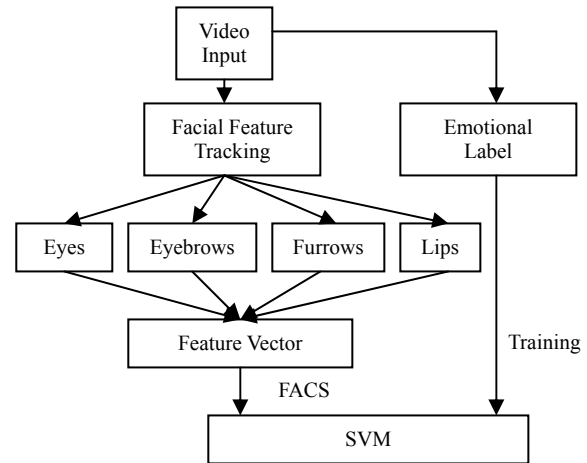 Video
Input
Facial Feature
Tracking
Emotional
Label
Eyes
Eyebrows
Furrows
Lips
Feature Vector
Training
FACS
SVM